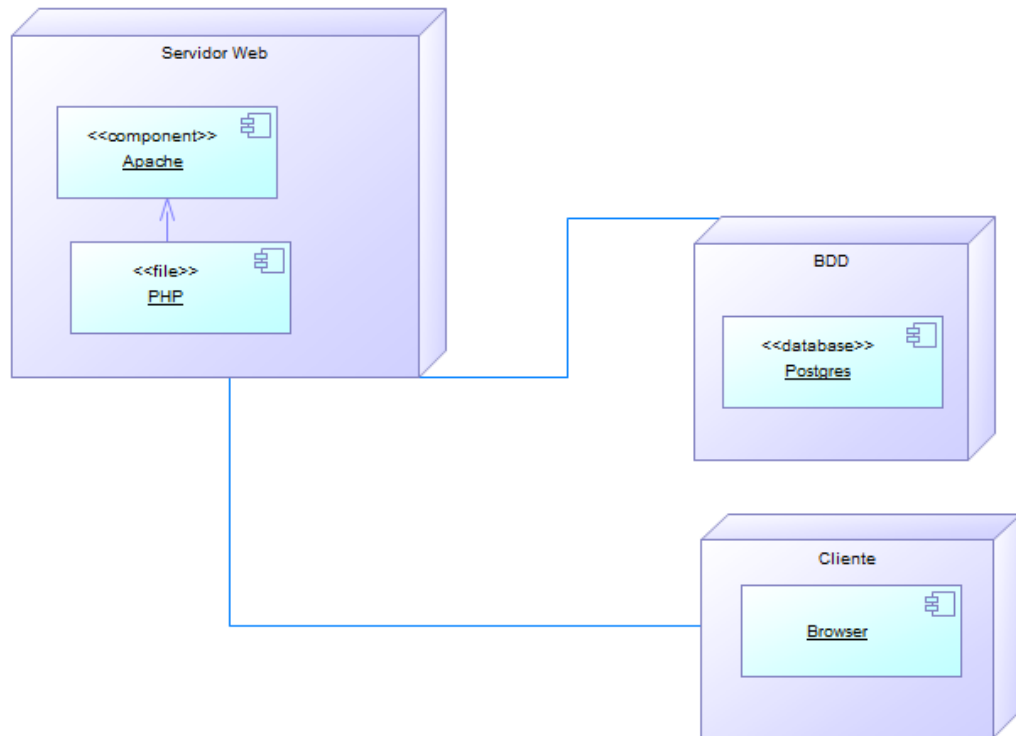 Servidor Web
<<component>>
Apache
<<file>>
PHP
BDD
<<database>>
Postgres
Cliente
Browser